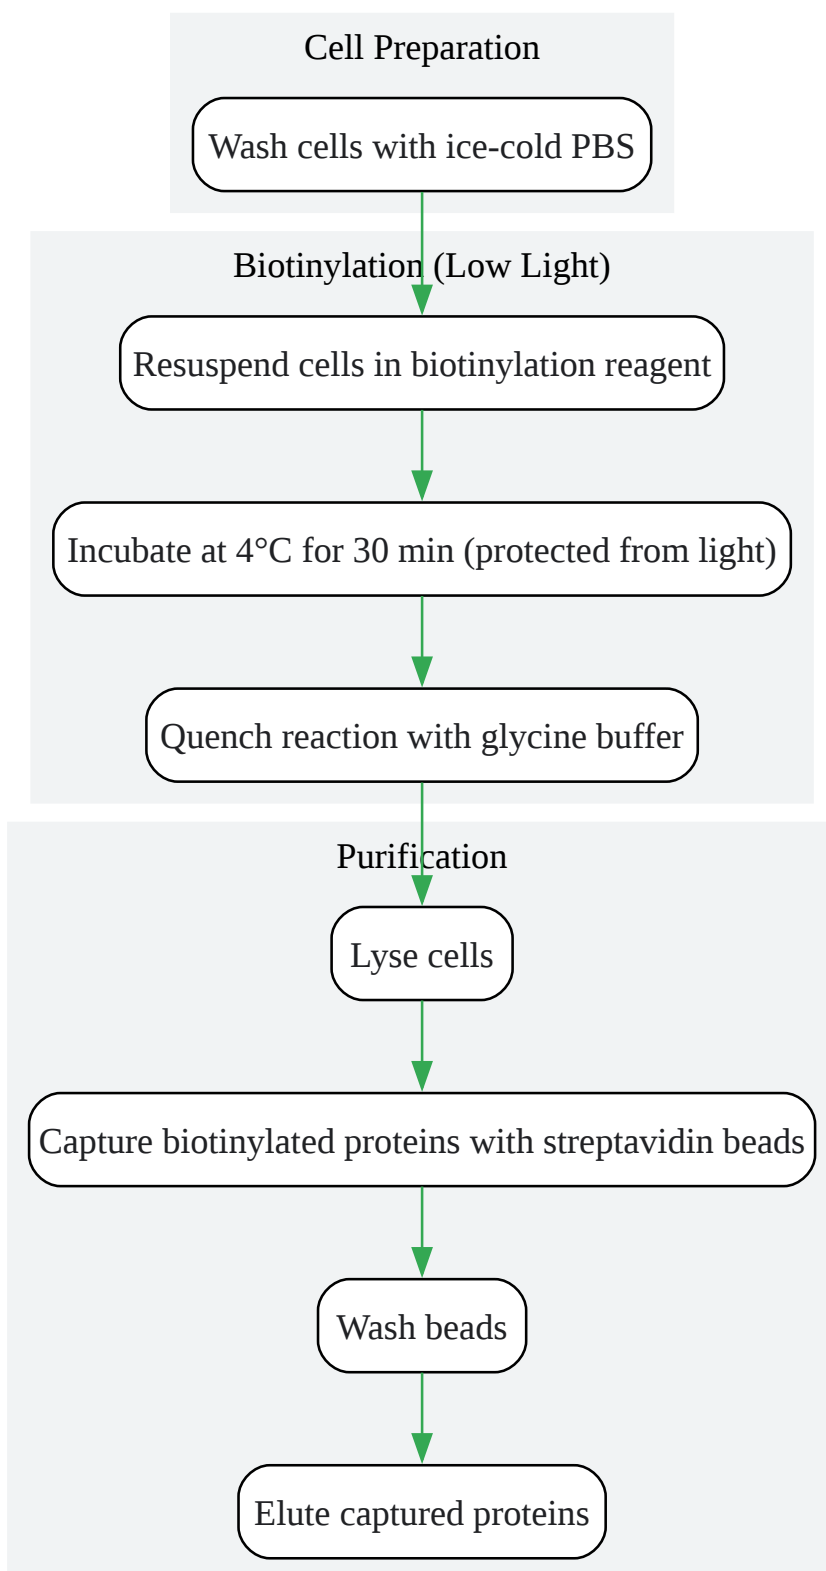 Cell Preparation
Wash cells with ice-cold PBS
Biotinylation (Low Light)
Resuspend cells in biotinylation reagent
Incubate at 4°C for 30 min (protected from light)
Quench reaction with glycine buffer
Purification
Lyse cells
Capture biotinylated proteins with streptavidin beads
Wash beads
Elute captured proteins